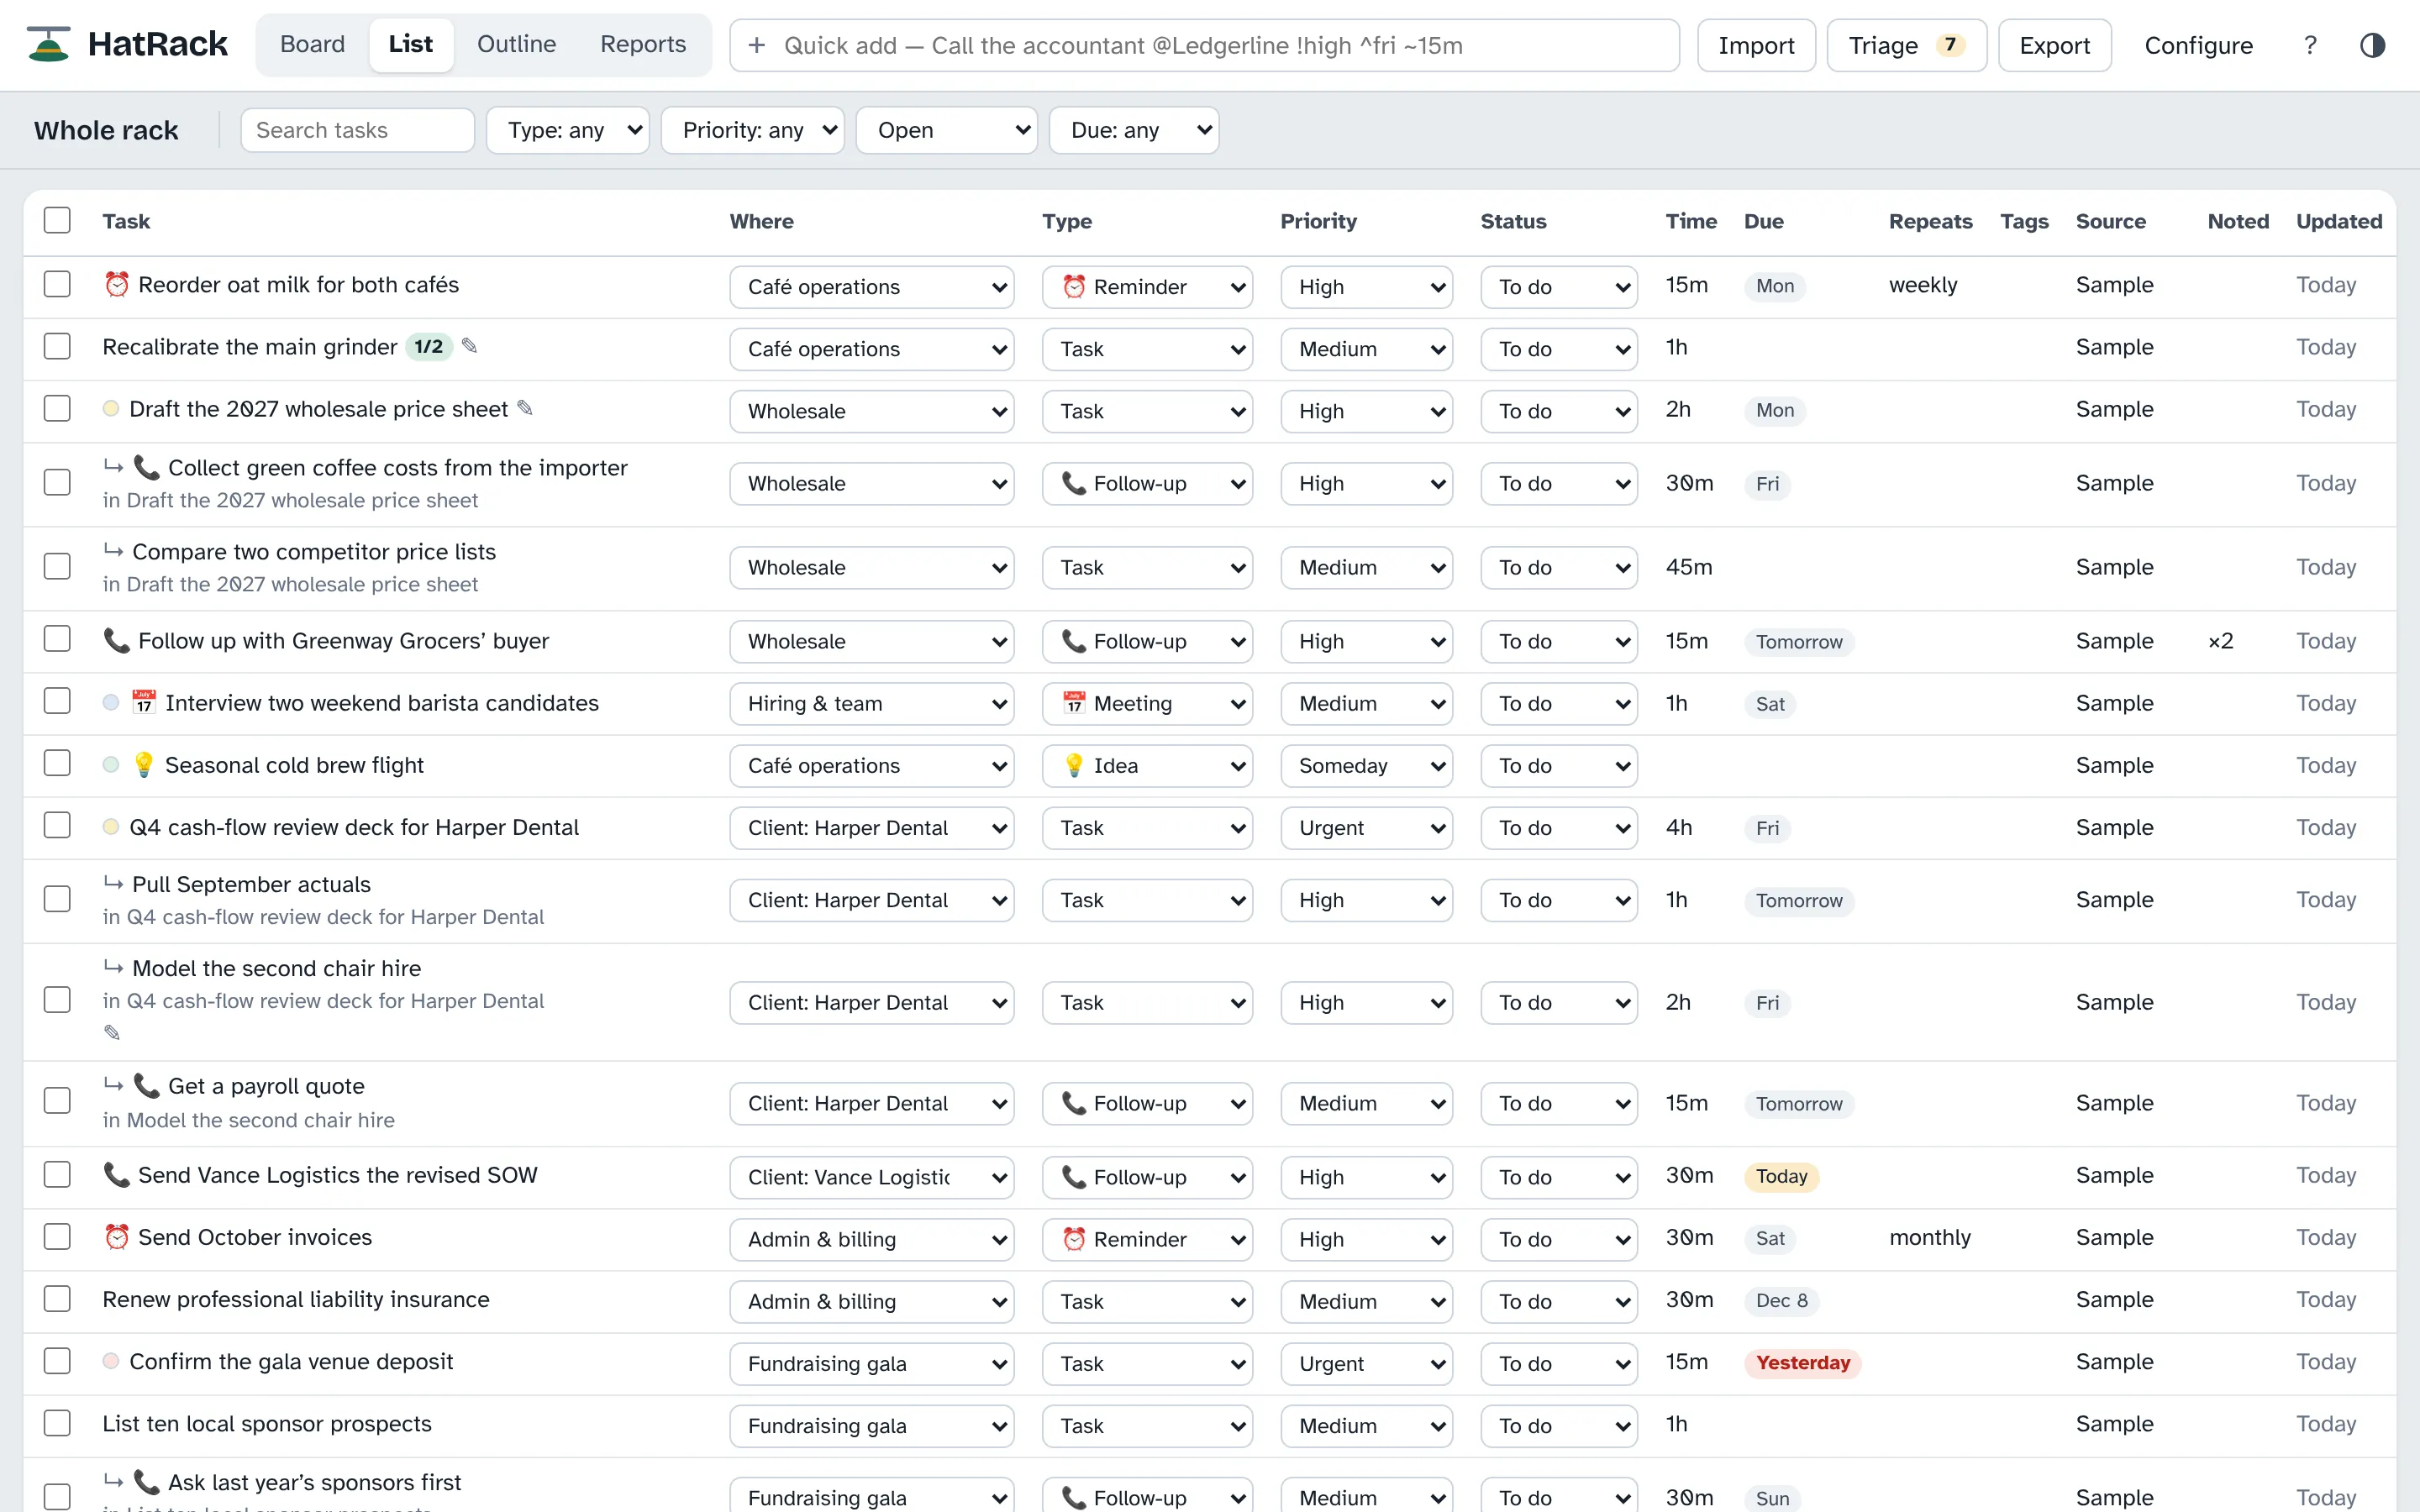 HatRack Board List Outline Reports + Quick add — Call the accountant @Ledgerline !high ^fri ~15m Import Triage 7 Export Configure ?
Whole rack Search tasks Type: any Priority: any Open Due: any
Task Where Type Priority Status Time Due Repeats Tags Source Noted Updated
Reorder oat milk for both cafés Café operations Reminder High To do 15m Mon weekly Sample Today
Recalibrate the main grinder 1/2 Café operations Task Medium To do 1h Sample Today
Draft the 2027 wholesale price sheet Wholesale Task High To do 2h Mon Sample Today
Collect green coffee costs from the importer Wholesale Follow-up High To do 30m Fri Sample Today
in Draft the 2027 wholesale price sheet
Compare two competitor price lists Wholesale Task Medium To do 45m Sample Today
in Draft the 2027 wholesale price sheet
Follow up with Greenway Grocers’ buyer Wholesale Follow-up High To do 15m Tomorrow Sample ×2 Today
Interview two weekend barista candidates Hiring & team Meeting Medium To do 1h Sat Sample Today
Seasonal cold brew flight Café operations Idea Someday To do Sample Today
Q4 cash-flow review deck for Harper Dental Client: Harper Dental Task Urgent To do 4h Fri Sample Today
Pull September actuals Client: Harper Dental Task High To do 1h Tomorrow Sample Today
in Q4 cash-flow review deck for Harper Dental
Model the second chair hire Client: Harper Dental Task High To do 2h Fri Sample Today
in Q4 cash-flow review deck for Harper Dental
Get a payroll quote Client: Harper Dental Follow-up Medium To do 15m Tomorrow Sample Today
in Model the second chair hire
Send Vance Logistics the revised SOW Client: Vance Logistic Follow-up High To do 30m Today Sample Today
Send October invoices Admin & billing Reminder High To do 30m Sat monthly Sample Today
Renew professional liability insurance Admin & billing Task Medium To do 30m Dec 8 Sample Today
Confirm the gala venue deposit Fundraising gala Task Urgent To do 15m Yesterday Sample Today
List ten local sponsor prospects Fundraising gala Task Medium To do 1h Sample Today
Ask last year’s sponsors first Fundraising gala Follow-up Medium To do 30m Sun Sample Today